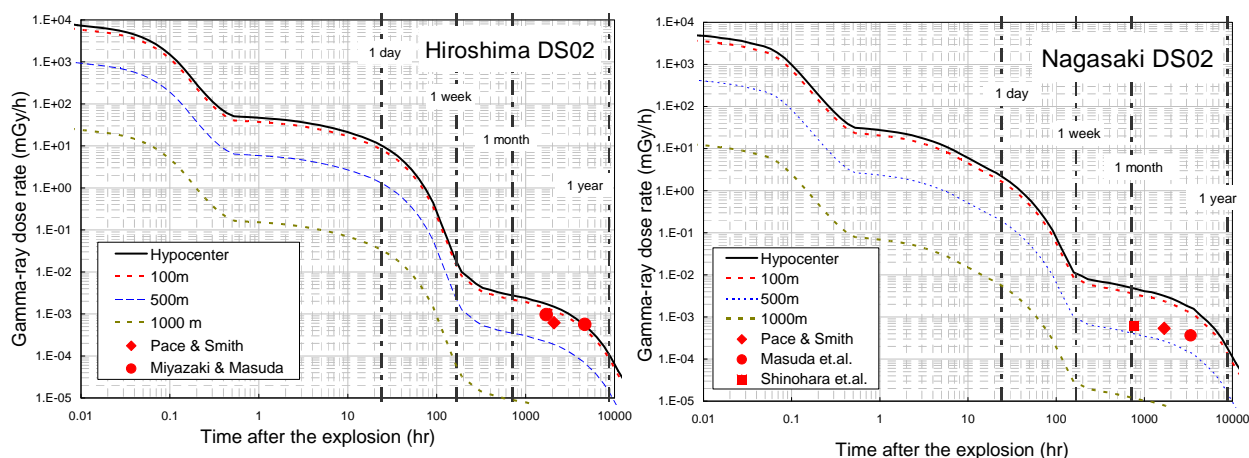 Hiroshima DS02
1 day
1 week
1 month
1 year
Gamma-ray dose rate (mGy/h)
1.E+04
1.E+03
1.E+02
1.E+01
1.E+00
1.E-01
1.E-02
1.E-03
1.E-04
1.E-05
Hypocenter
100m
500m
1000 m
Pace & Smith
Miyazaki & Masuda
0.01 0.1 1 10 100 1000 10000
Time after the explosion (hr)
Nagasaki DS02
1 day
1 week
1 month
1 year
Gamma-ray dose rate (mGy/h)
1.E+04
1.E+03
1.E+02
1.E+01
1.E+00
1.E-01
1.E-02
1.E-03
1.E-04
1.E-05
Hypocenter
100m
500m
1000m
Pace & Smith
Masuda et.al.
Shinohara et.al.
0.01 0.1 1 10 100 1000 10000
Time after the explosion (hr)